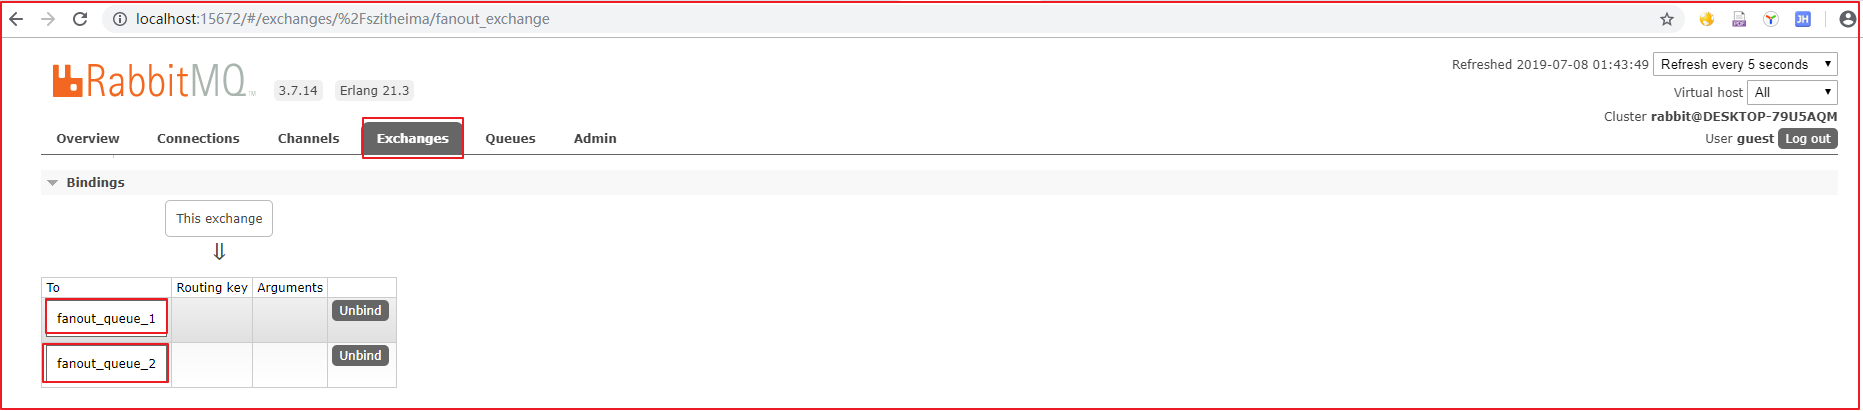 localhost:15672/#/exchanges/%2Fszitheima/fanout_exchange
JH
Refreshed 2019-07-08 01:43:49 Refresh every 5 seconds
RabbitMQ TM 3.7.14 Erlang 21.3
Virtual host All
Cluster rabbit@DESKTOP-79U5AQM
User guest Log out
Overview Connections Channels Exchanges Queues Admin
Bindings
This exchange
⇓
To Routing key Arguments
fanout_queue_1 Unbind
fanout_queue_2 Unbind